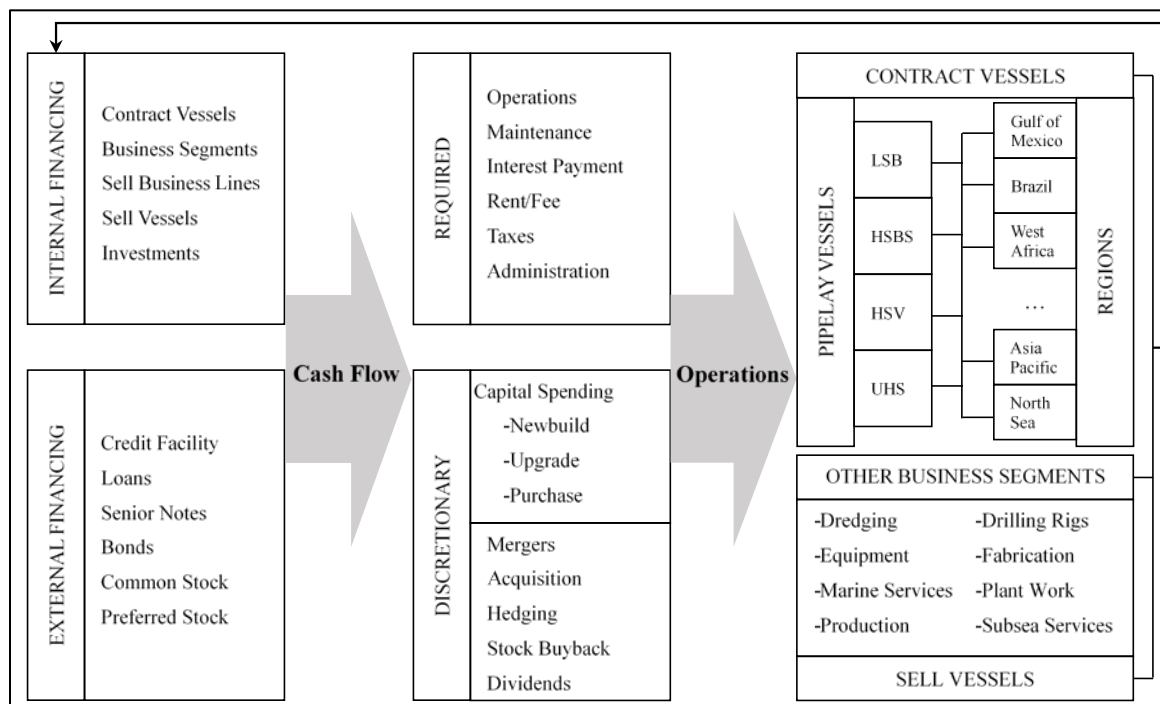 INTERNAL FINANCING
Contract Vessels
Business Segments
Sell Business Lines
Sell Vessels
Investments
EXTERNAL FINANCING
Credit Facility
Loans
Senior Notes
Bonds
Common Stock
Preferred Stock
Cash Flow
REQUIRED
Operations
Maintenance
Interest Payment
Rent/Fee
Taxes
Administration
DISCRETIONARY
Capital Spending
-Newbuild
-Upgrade
-Purchase
Mergers
Acquisition
Hedging
Stock Buyback
Dividends
Operations
CONTRACT VESSELS
PIPELAY VESSELS
LSB
HSBS
HSV
UHS
Gulf of
Mexico
Brazil
West
Africa
…
Asia
Pacific
North
Sea
REGIONS
OTHER BUSINESS SEGMENTS
-Dredging
-Equipment
-Marine Services
-Production
-Drilling Rigs
-Fabrication
-Plant Work
-Subsea Services
SELL VESSELS